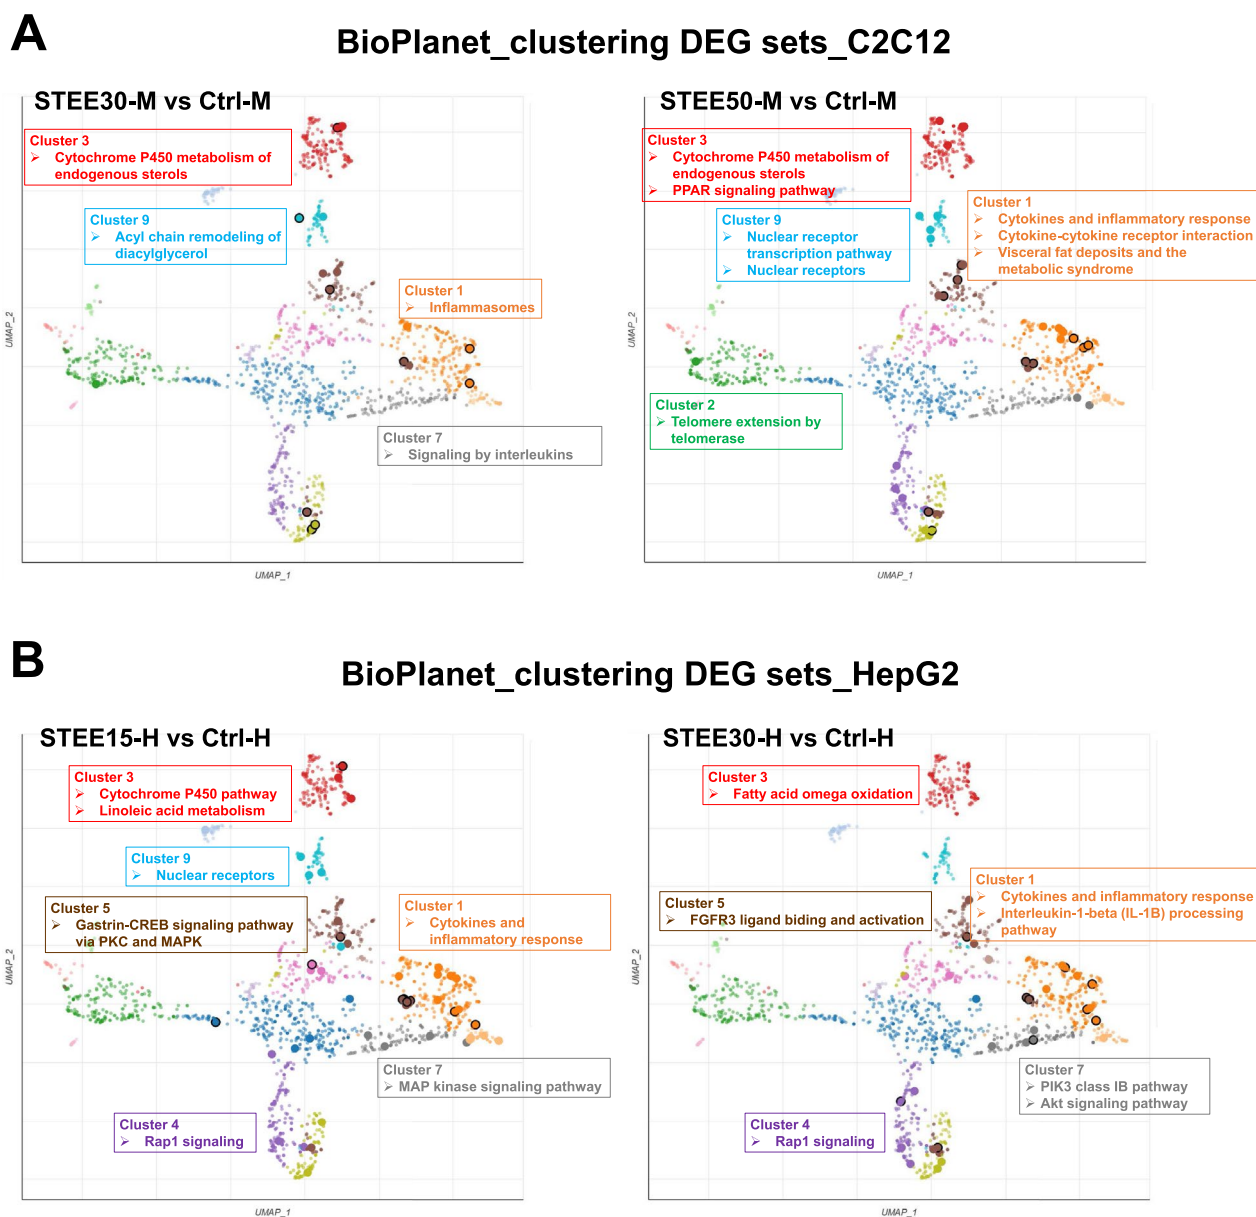 A
BioPlanet_clustering DEG sets_C2C12
STEE30-M vs Ctrl-M
Cluster 3
➢ Cytochrome P450 metabolism of
endogenous sterols
Cluster 9
➢ Acyl chain remodeling of
diacylglycerol
Cluster 1
➢ Inflammasomes
Cluster 7
➢ Signaling by interleukins
UMAP_2
UMAP_1
STEE50-M vs Ctrl-M
Cluster 3
➢ Cytochrome P450 metabolism of
endogenous sterols
➢ PPAR signaling pathway
Cluster 9
➢ Nuclear receptor
transcription pathway
➢ Nuclear receptors
Cluster 1
➢ Cytokines and inflammatory response
➢ Cytokine-cytokine receptor interaction
➢ Visceral fat deposits and the
metabolic syndrome
Cluster 2
➢ Telomere extension by
telomerase
UMAP_1
B
BioPlanet_clustering DEG sets_HepG2
STEE15-H vs Ctrl-H
Cluster 3
➢ Cytochrome P450 pathway
➢ Linoleic acid metabolism
Cluster 9
➢ Nuclear receptors
Cluster 5
➢ Gastrin-CREB signaling pathway
via PKC and MAPK
Cluster 1
➢ Cytokines and
inflammatory response
Cluster 7
➢ MAP kinase signaling pathway
Cluster 4
➢ Rap1 signaling
UMAP_2
UMAP_1
STEE30-H vs Ctrl-H
Cluster 3
➢ Fatty acid omega oxidation
Cluster 1
➢ Cytokines and inflammatory response
➢ Interleukin-1-beta (IL-1B) processing
pathway
Cluster 5
➢ FGFR3 ligand biding and activation
Cluster 7
➢ PIK3 class IB pathway
➢ Akt signaling pathway
Cluster 4
➢ Rap1 signaling
UMAP_1